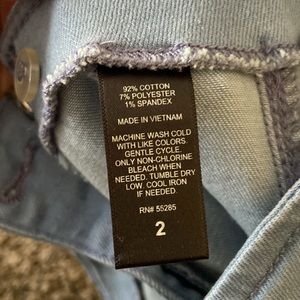 92% COTTON
7% POLYESTER
1% SPANDEX
MADE IN VIETNAM
MACHINE WASH COLD
WITH LIKE COLORS.
GENTLE CYCLE.
ONLY NON-CHLORINE
BLEACH WHEN
NEEDED. TUMBLE DRY
LOW. COOL IRON
IF NEEDED.
RN# 55285
2